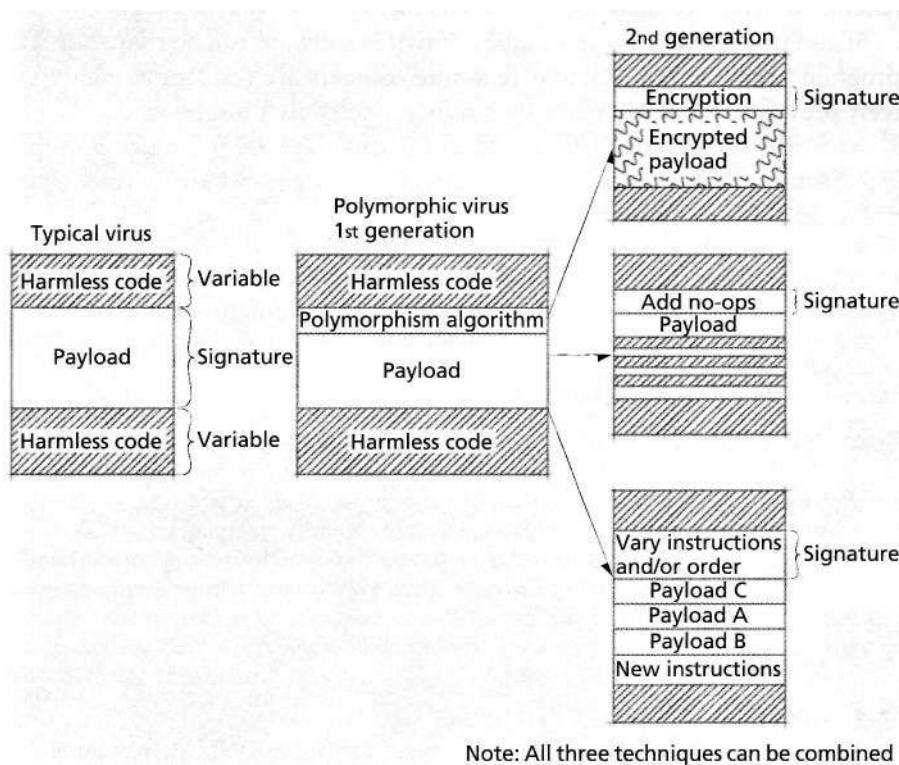 2nd generation
Encryption
Signature
Encrypted
payload
Typical virus
Harmless code
Variable
Payload
Signature
Harmless code
Variable
Polymorphic virus
1st generation
Harmless code
Polymorphism algorithm
Payload
Harmless code
Add no-ops
Signature
Payload
Vary instructions
and/or order
Signature
Payload C
Payload A
Payload B
New instructions
Note: All three techniques can be combined